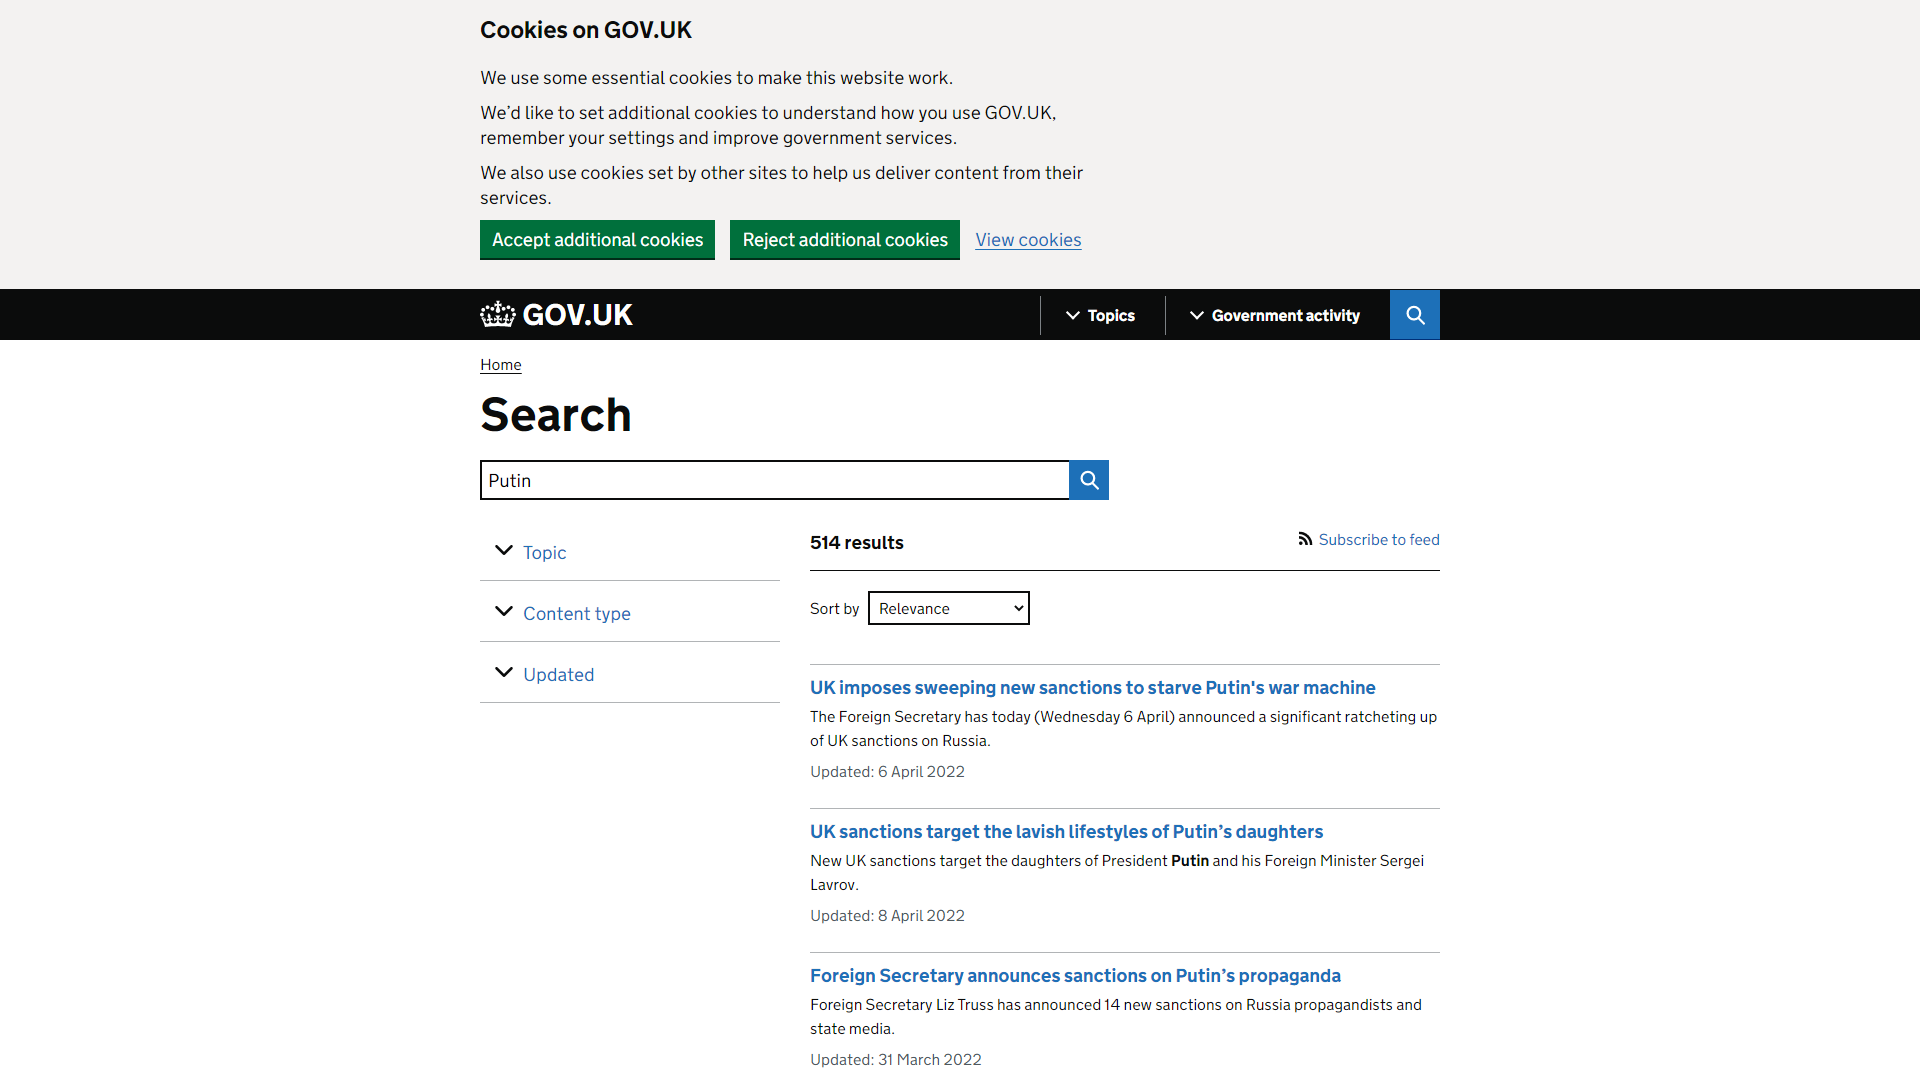 Cookies on GOV.UK
We use some essential cookies to make this website work.
We’d like to set additional cookies to understand how you use GOV.UK,
remember your settings and improve government services.
We also use cookies set by other sites to help us deliver content from their
services.
Accept additional cookies Reject additional cookies View cookies
GOV.UK Topics Government activity
Home
Search
Putin
Topic
Content type
Updated
514 results Subscribe to feed
Sort by Relevance
UK imposes sweeping new sanctions to starve Putin's war machine
The Foreign Secretary has today (Wednesday 6 April) announced a significant ratcheting up
of UK sanctions on Russia.
Updated: 6 April 2022
UK sanctions target the lavish lifestyles of Putin’s daughters
New UK sanctions target the daughters of President Putin and his Foreign Minister Sergei
Lavrov.
Updated: 8 April 2022
Foreign Secretary announces sanctions on Putin’s propaganda
Foreign Secretary Liz Truss has announced 14 new sanctions on Russia propagandists and
state media.
Updated: 31 March 2022